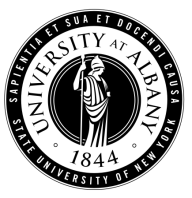 SAPIENTIA ET SUA ET DOCENDI CAUSA
UNIVERSITY AT ALBANY
1844
STATE UNIVERSITY OF NEW YORK